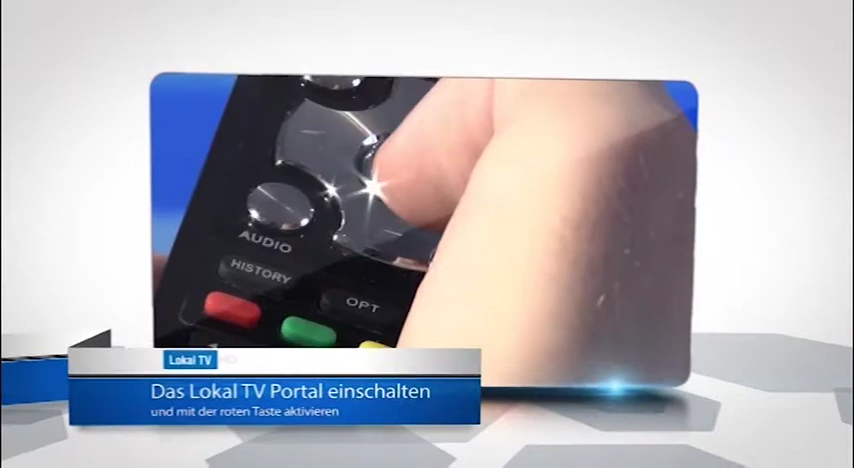 AUDIO
HISTORY
OPT
Lokal TV
Das Lokal TV Portal einschalten
und mit der roten Taste aktivieren